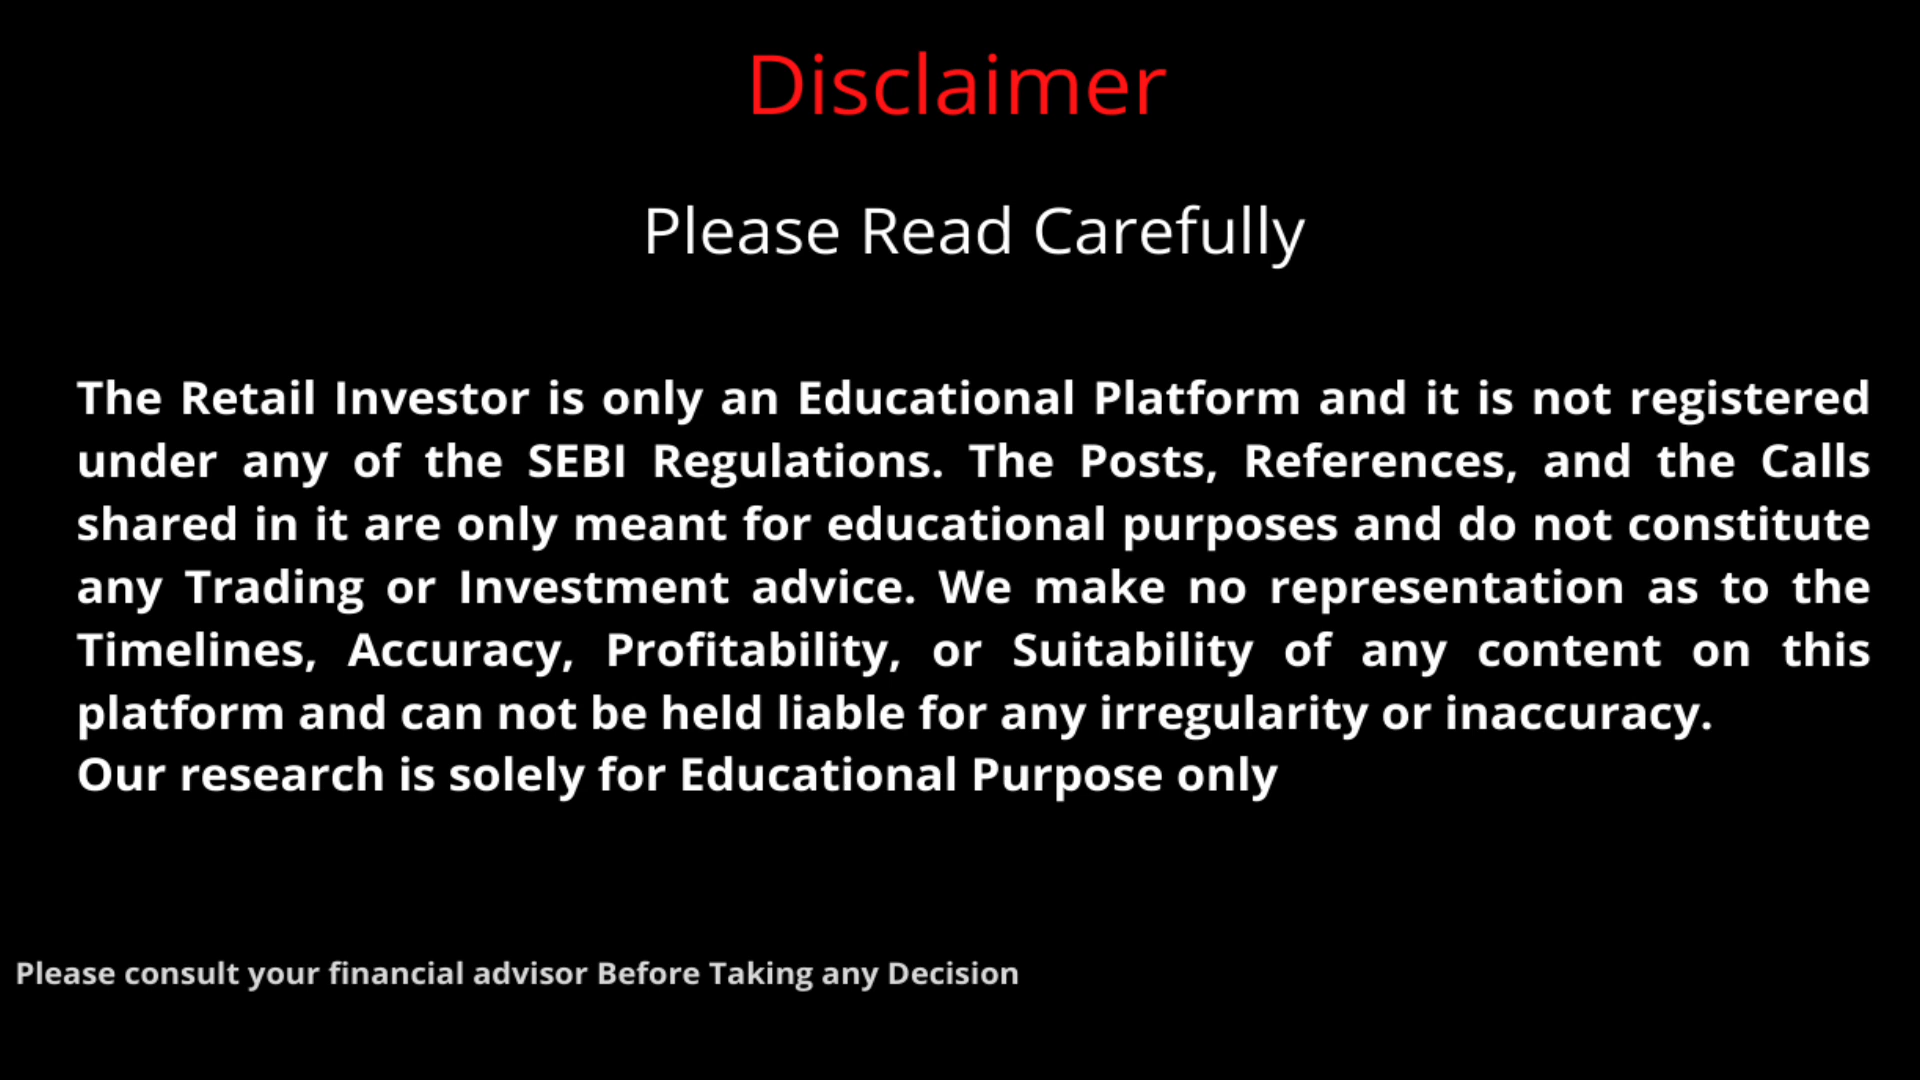 Disclaimer
Please Read Carefully
The Retail Investor is only an Educational Platform and it is not registered
under any of the SEBI Regulations. The Posts, References, and the Calls
shared in it are only meant for educational purposes and do not constitute
any Trading or Investment advice. We make no representation as to the
Timelines, Accuracy, Profitability, or Suitability of any content on this
platform and can not be held liable for any irregularity or inaccuracy.
Our research is solely for Educational Purpose only
Please consult your financial advisor Before Taking any Decision